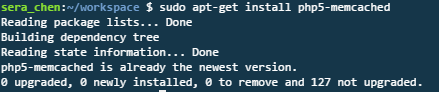 sera_chen:~/workspace $ sudo apt-get install php5-memcached
Reading package lists... Done
Building dependency tree
Reading state information... Done
php5-memcached is already the newest version.
0 upgraded, 0 newly installed, 0 to remove and 127 not upgraded.